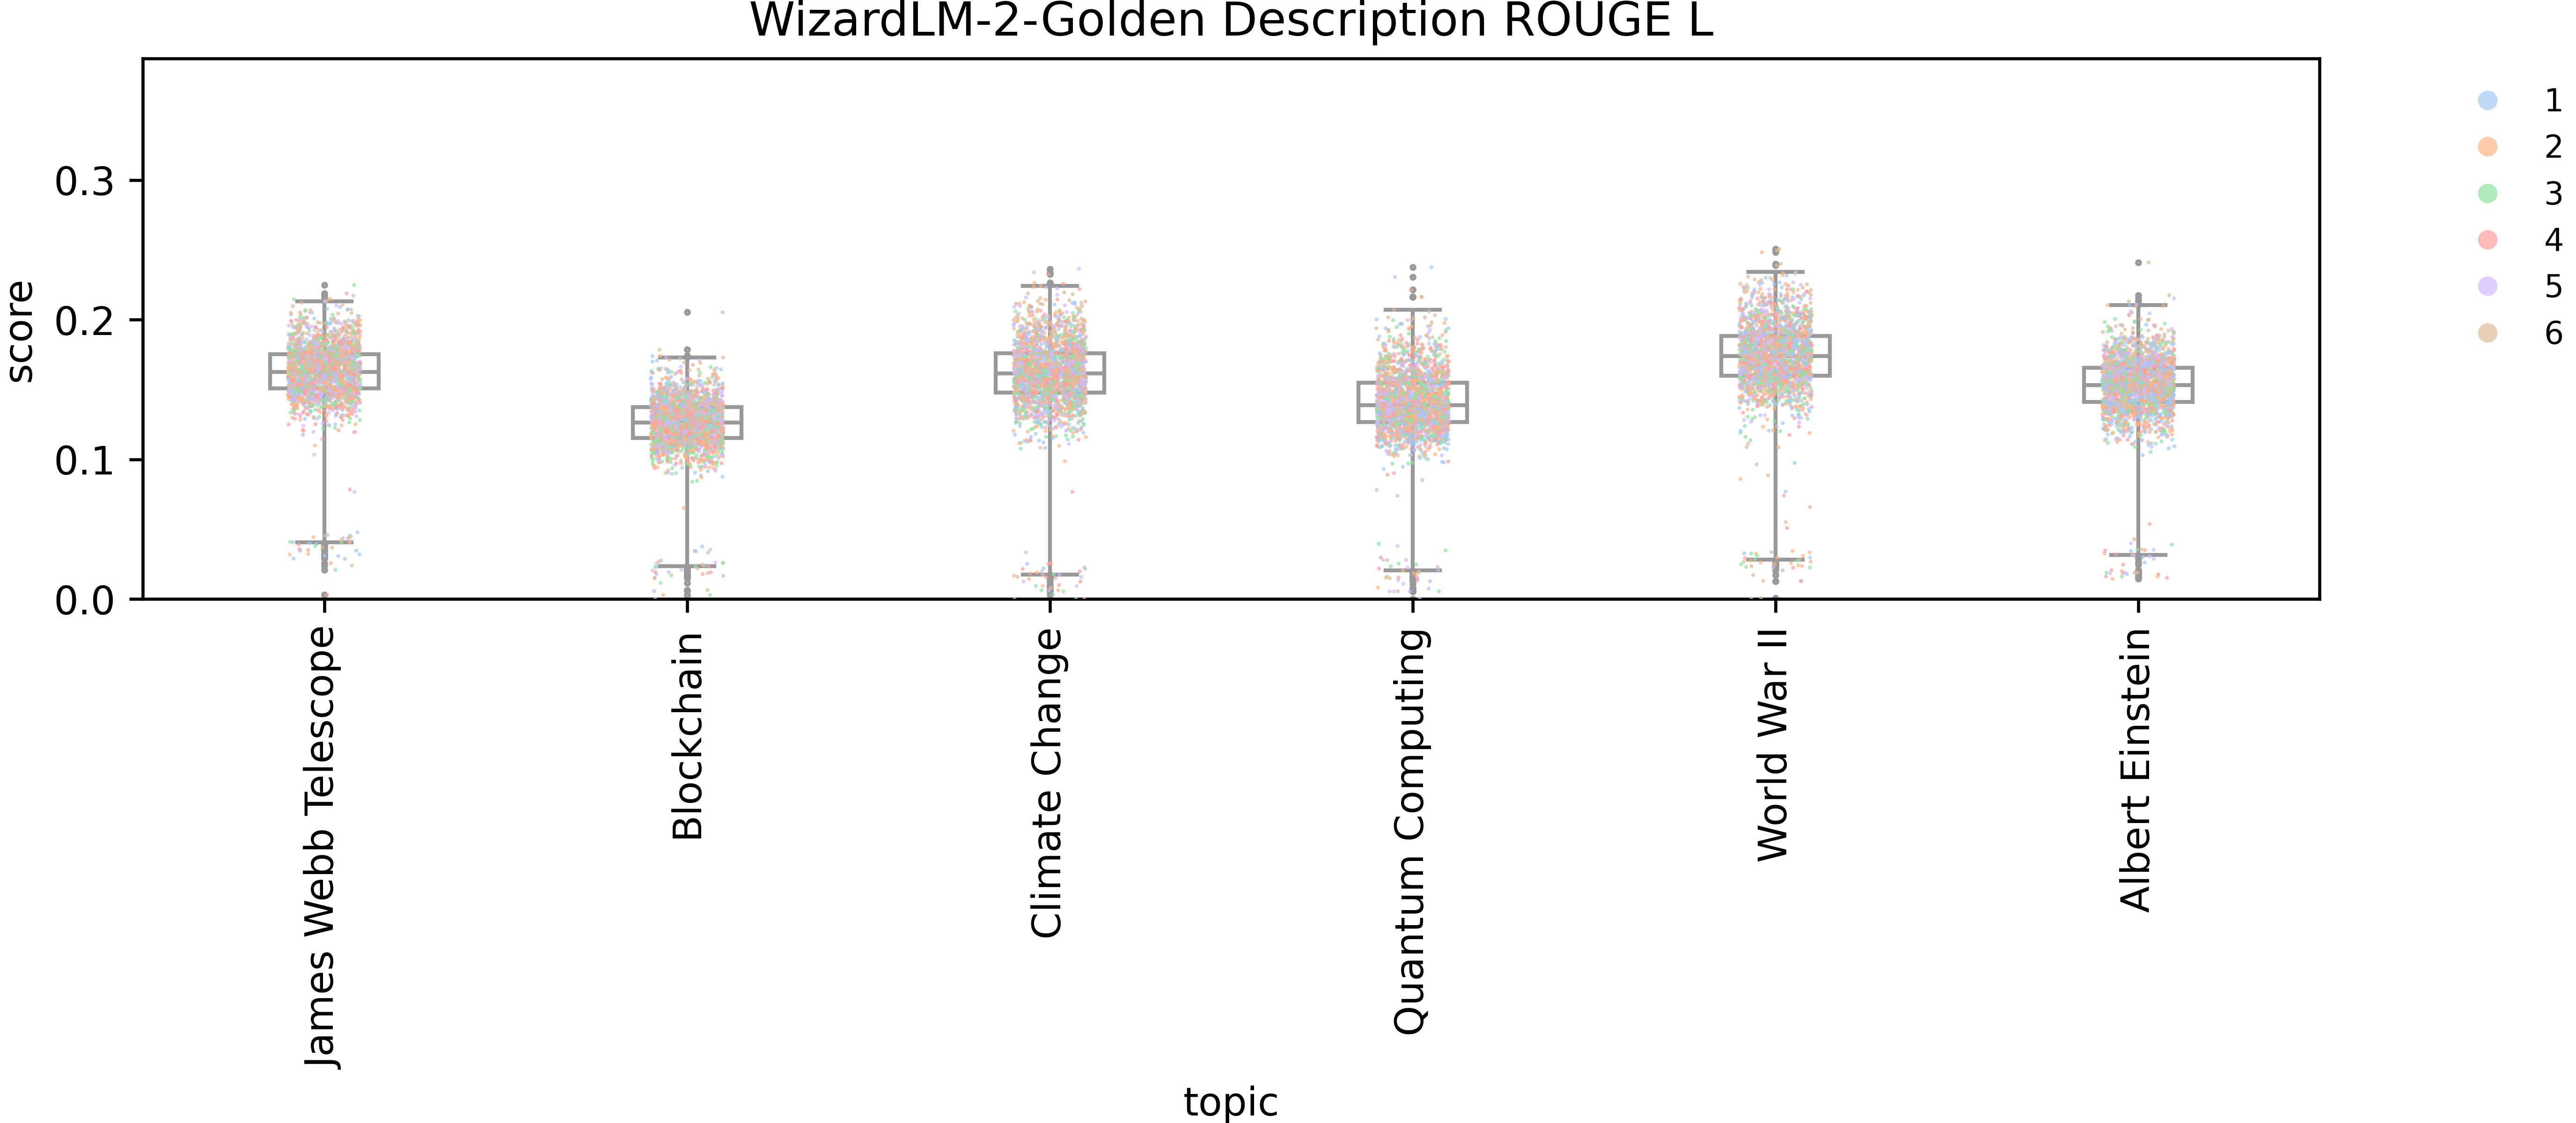 WizardLM-2-Golden Description ROUGE L
score
0.3
0.2
0.1
0.0
James Webb Telescope
Blockchain
Climate Change
Quantum Computing
World War II
Albert Einstein
topic
1
2
3
4
5
6